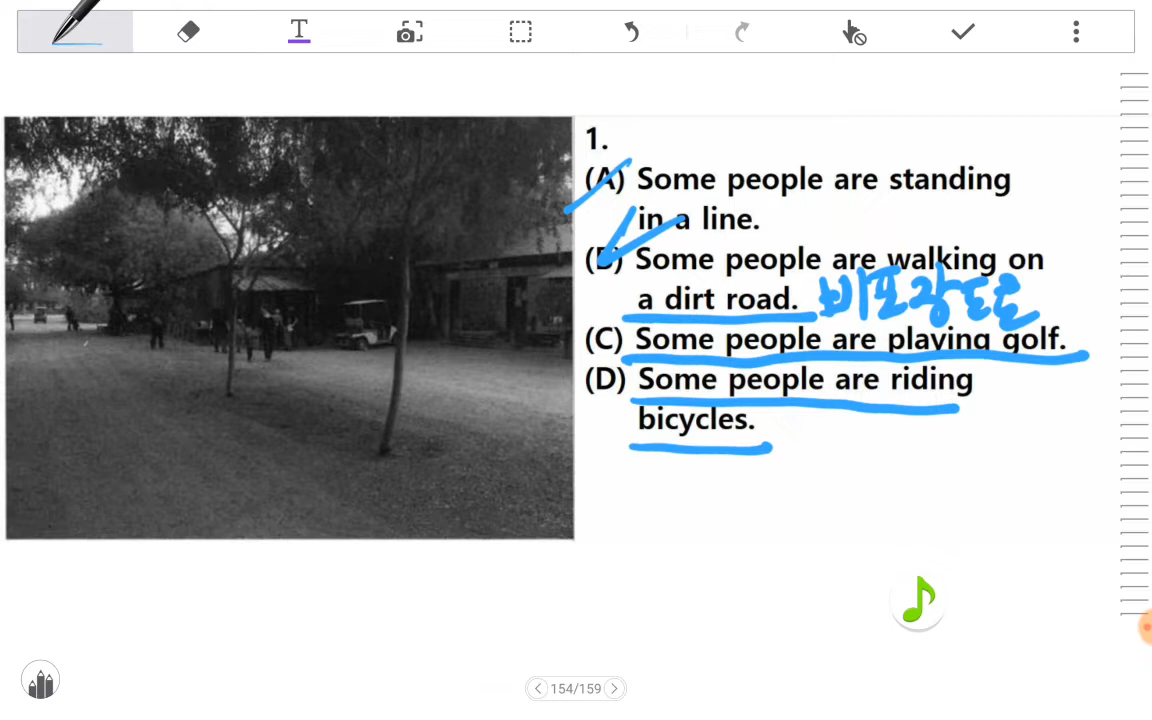 T
1.
(A) Some people are standing
in a line.
(B) Some people are walking on
a dirt road. 비포장도로
(C) Some people are playing golf.
(D) Some people are riding
bicycles.
154/159